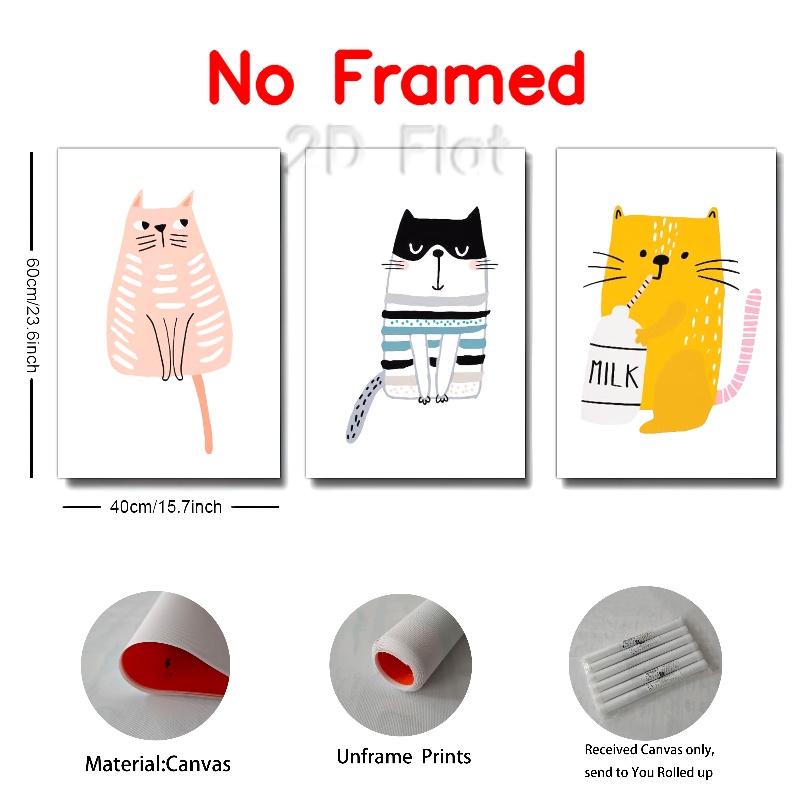 No Framed
2D Flat
60cm/23.6inch
MILK
40cm/15.7inch
Material:Canvas
Unframe Prints
Received Canvas only,
send to You Rolled up